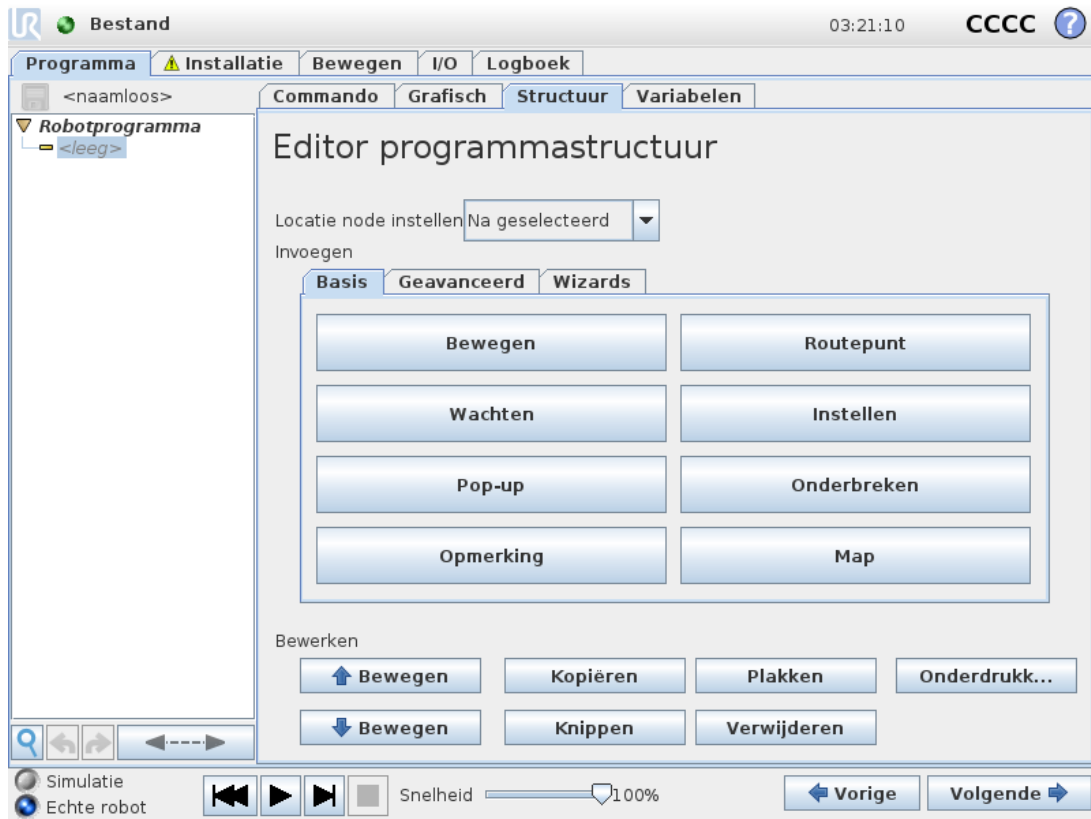 UR Bestand 03:21:10 CCCC ?
Programma Installatie Bewegen I/O Logboek
<naamloos> Commando Grafisch Structuur Variabelen
Robotprogramma
<leeg>
Editor programmastructuur
Locatie node instellen Na geselecteerd
Invoegen
Basis Geavanceerd Wizards
Bewegen Routepunt
Wachten Instellen
Pop-up Onderbreken
Opmerking Map
Bewerken
Bewegen Kopiëren Plakken Onderdrukk...
Bewegen Knippen Verwijderen
Simulatie
Echte robot
Snelheid 100% Vorige Volgende